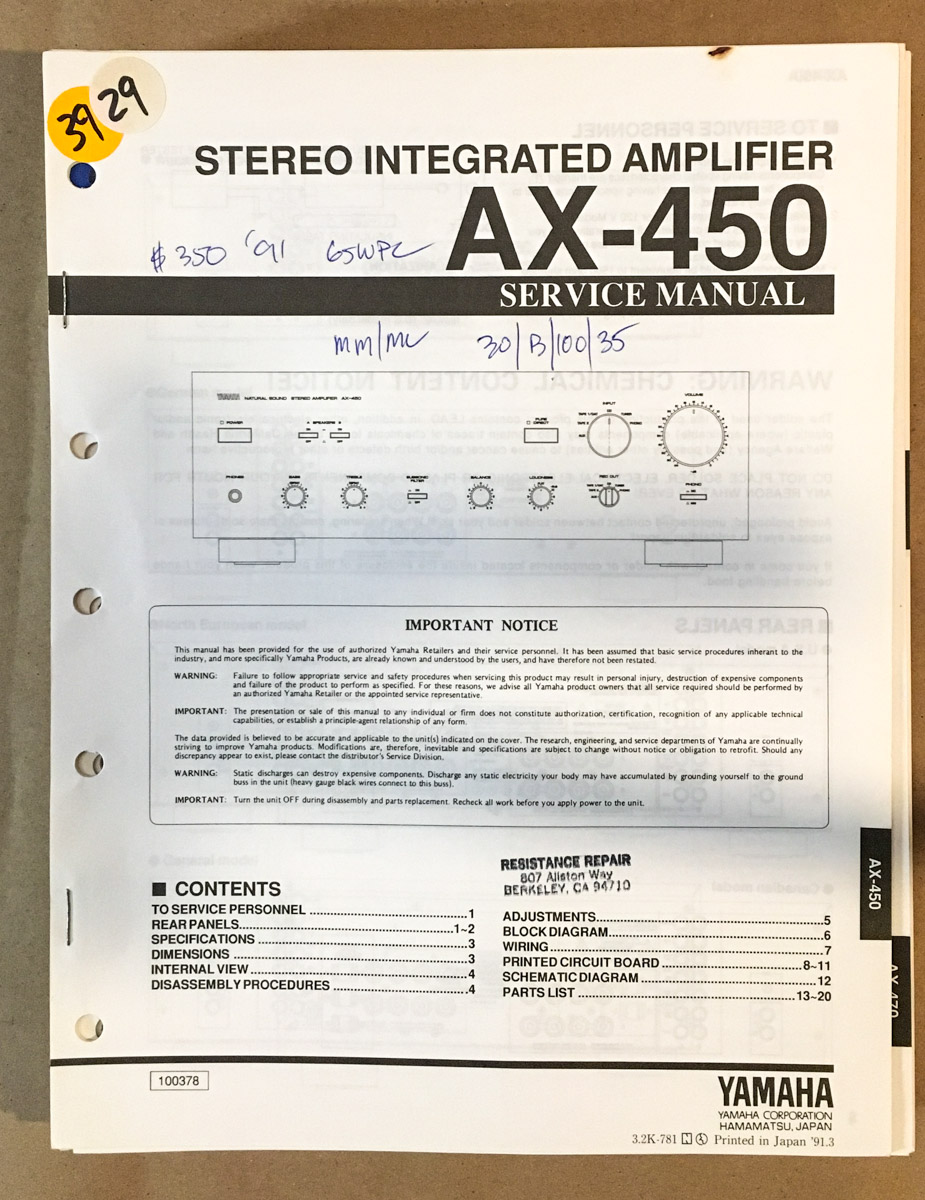 39
29
STEREO INTEGRATED AMPLIFIER
AX-450
$350 '91 65WPC
SERVICE MANUAL
mm/mc 30/B/100/35
YAMAHA NATURAL SOUND STEREO AMPLIFIER AX-450
POWER
SPEAKERS
PURE DIRECT
INPUT
VOLUME
PHONES
BASS
TREBLE
SUBSONIC FILTER
BALANCE
LOUDNESS
REC OUT
PHONO
IMPORTANT NOTICE
This manual has been provided for the use of authorized Yamaha Retailers and their service personnel. It has been assumed that basic service procedures inherent to the
industry, and more specifically Yamaha Products, are already known and understood by the users, and have therefore not been restated.
WARNING: Failure to follow appropriate service and safety procedures when servicing this product may result in personal injury, destruction of expensive components
and failure of the product to perform as specified. For these reasons, we advise all Yamaha product owners that all service required should be performed by
an authorized Yamaha Retailer or the appointed service representative.
IMPORTANT: The presentation or sale of this manual to any individual or firm does not constitute authorization, certification, recognition of any applicable technical
capabilities, or establish a principle-agent relationship of any form.
The data provided is believed to be accurate and applicable to the unit(s) indicated on the cover. The research, engineering, and service departments of Yamaha are continually
striving to improve Yamaha products. Modifications are, therefore, inevitable and specifications are subject to change without notice or obligation to retrofit. Should any
discrepancy appear to exist, please contact the distributor's Service Division.
WARNING: Static discharges can destroy expensive components. Discharge any static electricity your body may have accumulated by grounding yourself to the ground
buss in the unit (heavy gauge black wires connect to this buss).
IMPORTANT: Turn the unit OFF during disassembly and parts replacement. Recheck all work before you apply power to the unit.
RESISTANCE REPAIR
807 Allston Way
BERKELEY, CA 94710
■ CONTENTS
TO SERVICE PERSONNEL ........ 1
REAR PANELS ........ 1~2
SPECIFICATIONS ........ 3
DIMENSIONS ........ 3
INTERNAL VIEW ........ 4
DISASSEMBLY PROCEDURES ........ 4
ADJUSTMENTS ........ 5
BLOCK DIAGRAM ........ 6
WIRING ........ 7
PRINTED CIRCUIT BOARD ........ 8~11
SCHEMATIC DIAGRAM ........ 12
PARTS LIST ........ 13~20
AX-450
AX-470
100378
YAMAHA
YAMAHA CORPORATION
HAMAMATSU, JAPAN
3.2K-781 N Printed in Japan '91.3